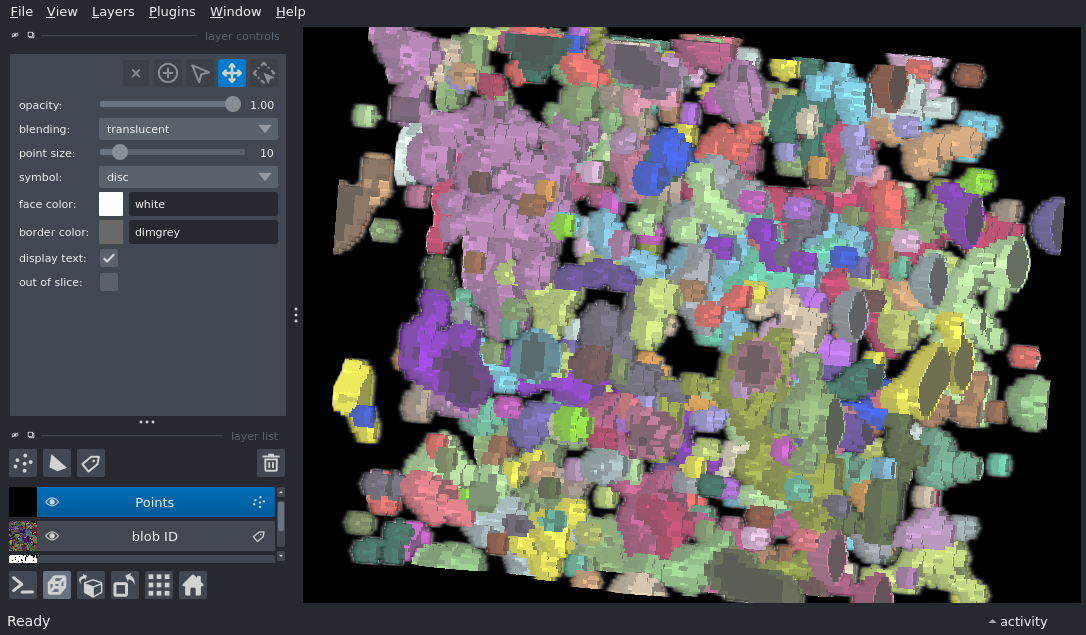 File View Layers Plugins Window Help
layer controls
opacity: 1.00
blending: translucent
point size: 10
symbol: disc
face color: white
border color: dimgrey
display text:
out of slice:
layer list
Points
blob ID
Ready
activity